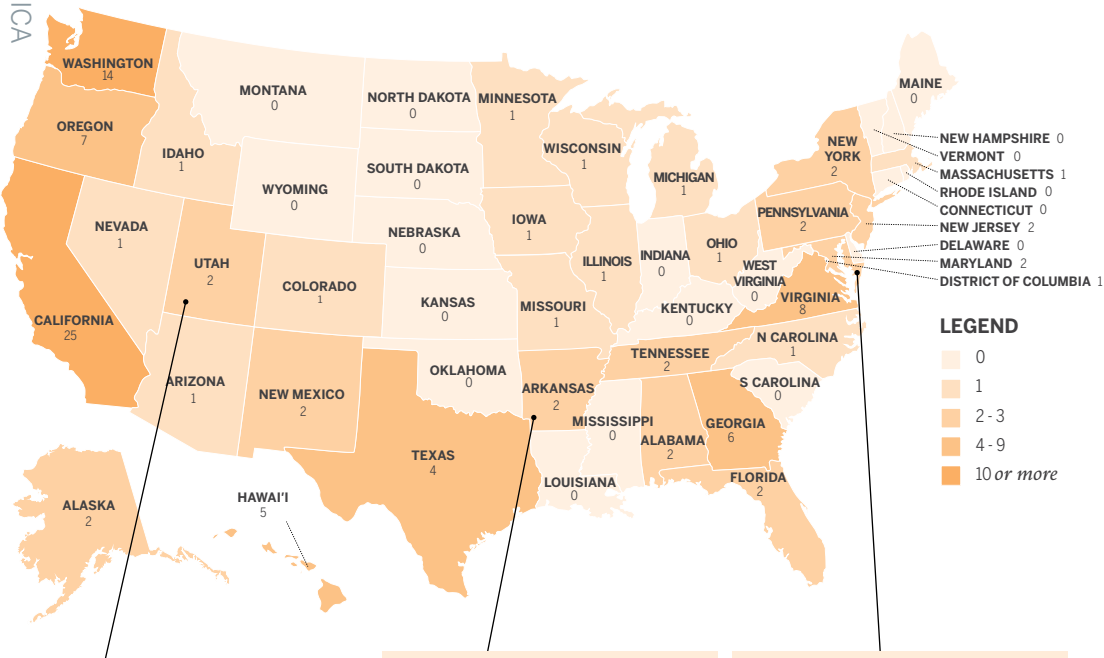 ICA
WASHINGTON
14
OREGON
7
CALIFORNIA
25
IDAHO
1
NEVADA
1
UTAH
2
ARIZONA
1
MONTANA
0
WYOMING
0
COLORADO
1
NEW MEXICO
2
NORTH DAKOTA
0
SOUTH DAKOTA
0
NEBRASKA
0
KANSAS
0
OKLAHOMA
0
TEXAS
4
MINNESOTA
1
IOWA
1
MISSOURI
1
ARKANSAS
2
LOUISIANA
0
WISCONSIN
1
ILLINOIS
1
MICHIGAN
1
INDIANA
0
OHIO
1
KENTUCKY
0
TENNESSEE
2
MISSISSIPPI
0
ALABAMA
2
GEORGIA
6
FLORIDA
2
S CAROLINA
0
N CAROLINA
1
VIRGINIA
8
WEST
VIRGINIA
0
PENNSYLVANIA
2
NEW
YORK
2
MAINE
0
NEW HAMPSHIRE 0
VERMONT 0
MASSACHUSETTS 1
RHODE ISLAND 0
CONNECTICUT 0
NEW JERSEY 2
DELAWARE 0
MARYLAND 2
DISTRICT OF COLUMBIA 1
ALASKA
2
HAWAI'I
5
LEGEND
0
1
2 - 3
4 - 9
10 or more